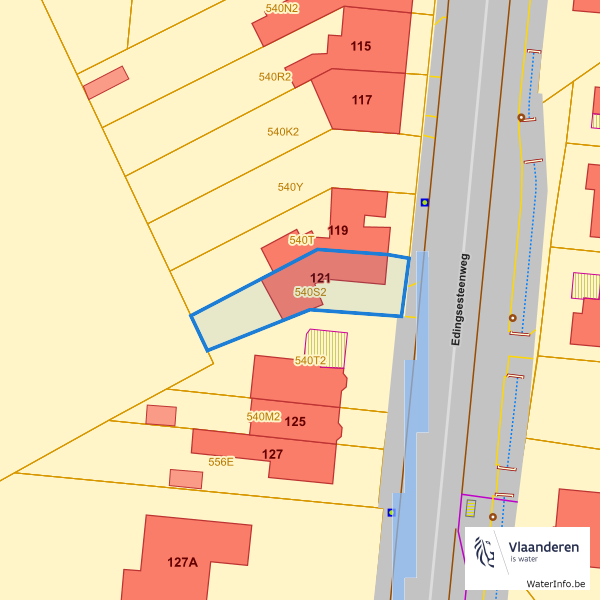 540N2
115
540R2
117
540K2
540Y
119
540T
121
540S2
Edingsesteenweg
540T2
540M2
125
127
556E
127A
Vlaanderen
is water
WaterInfo.be